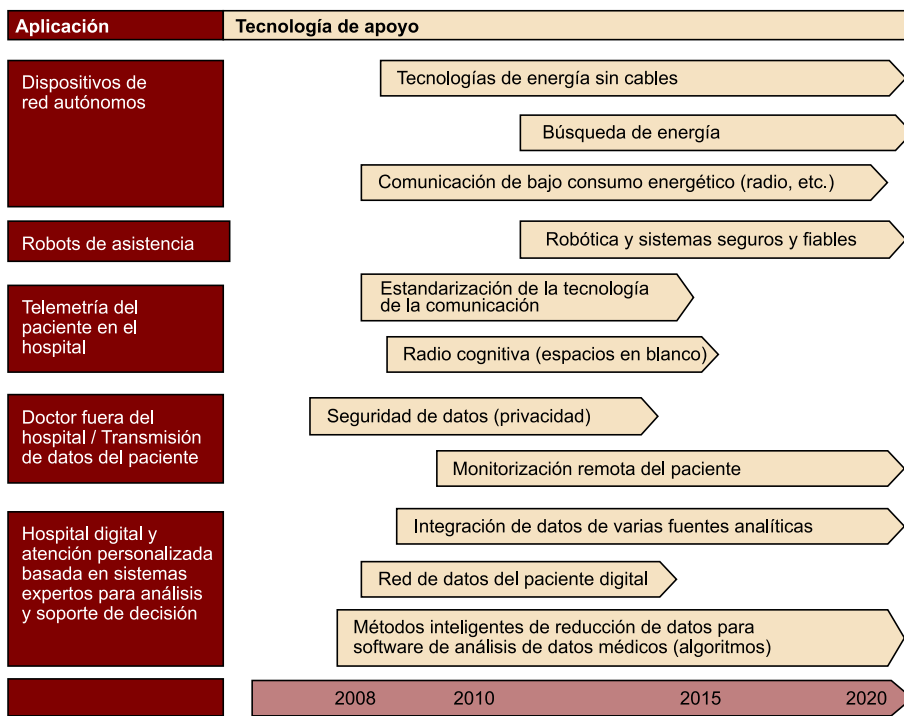 Aplicación
Tecnología de apoyo
Dispositivos de
red autónomos
Tecnologías de energía sin cables
Búsqueda de energía
Comunicación de bajo consumo energético (radio, etc.)
Robots de asistencia
Robótica y sistemas seguros y fiables
Telemetría del
paciente en el
hospital
Estandarización de la tecnología
de la comunicación
Radio cognitiva (espacios en blanco)
Doctor fuera del
hospital / Transmisión
de datos del paciente
Seguridad de datos (privacidad)
Monitorización remota del paciente
Hospital digital y
atención personalizada
basada en sistemas
expertos para análisis
y soporte de decisión
Integración de datos de varias fuentes analíticas
Red de datos del paciente digital
Métodos inteligentes de reducción de datos para
software de análisis de datos médicos (algoritmos)
2008 2010 2015 2020